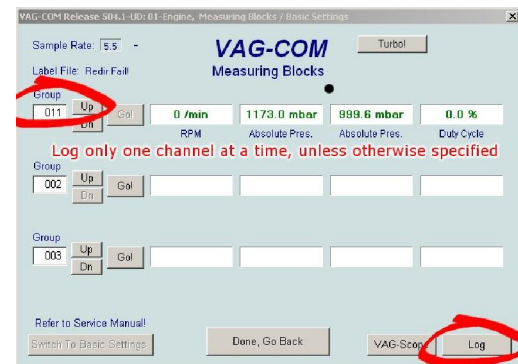 VAG-COM Release 504.1-UD: 01-Engine, Measuring Blocks / Basic Settings
Sample Rate: 5.5 -
VAG-COM
Turbo!
Label File: Redir Fail!
Measuring Blocks
Group
011 Up Dn Go! 0 /min 1173.0 mbar 999.6 mbar 0.0 %
RPM Absolute Pres. Absolute Pres. Duty Cycle
Log only one channel at a time, unless otherwise specified
Group
002 Up Dn Go!
Group
003 Up Dn Go!
Refer to Service Manual!
Switch To Basic Settings
Done, Go Back
VAG-Scope
Log